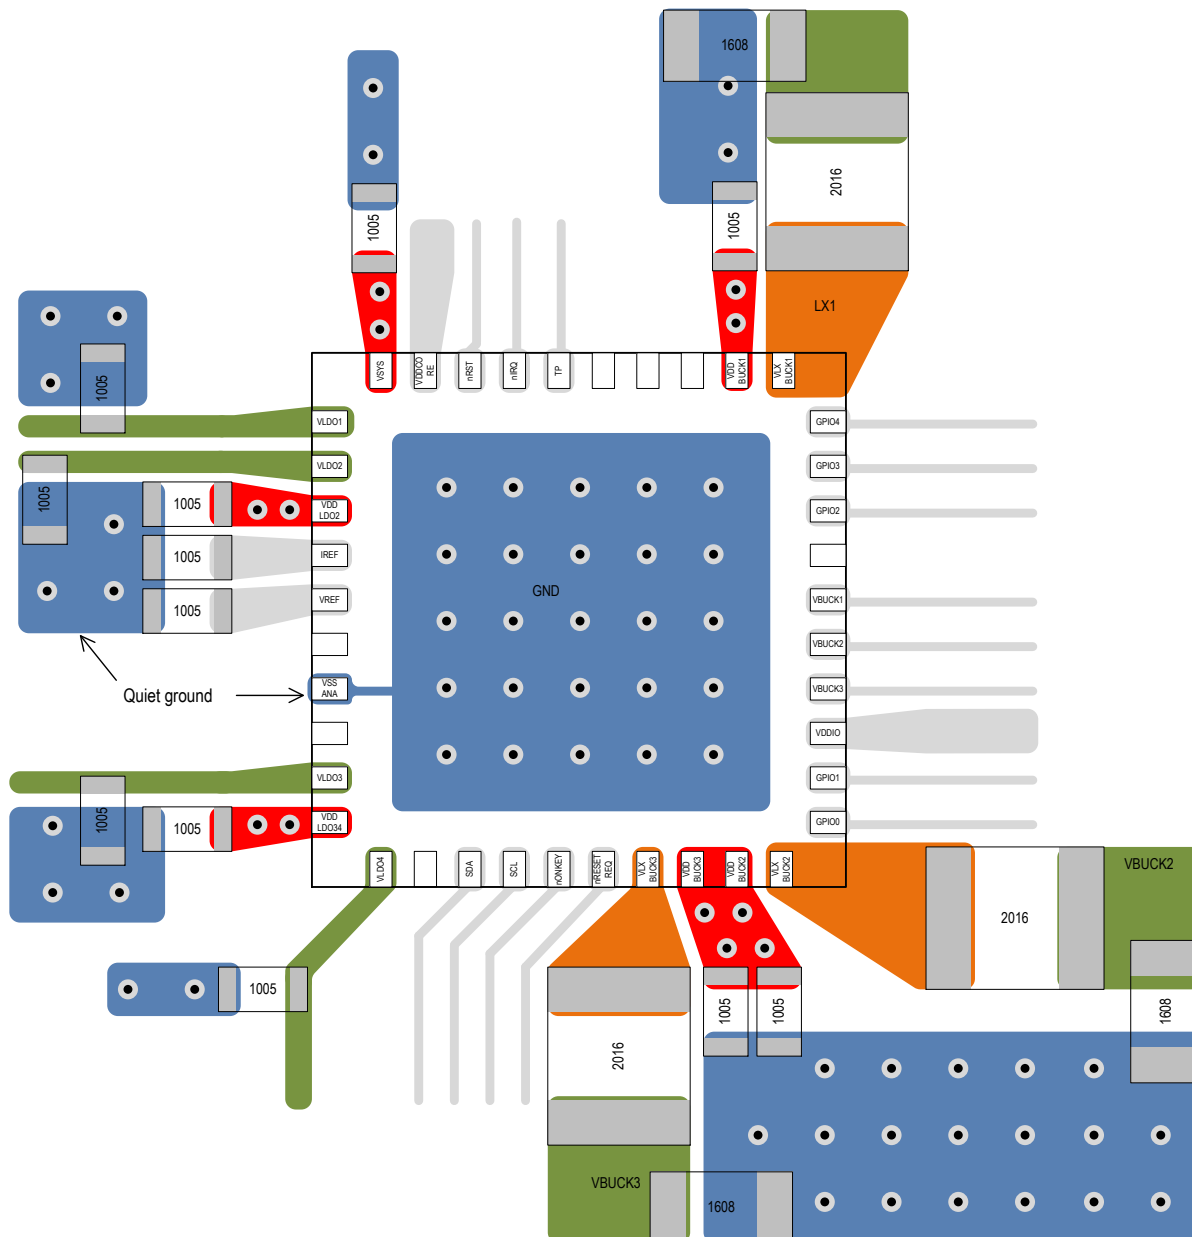 1608
2016
1005
1005
LX1
VSYS
VDDCO
RE
nRST
nIRQ
TP
VDD
BUCK1
VLX
BUCK1
1005
VLDO1
GPIO4
VLDO2
GPIO3
1005
1005
VDD
LDO2
GPIO2
1005
IREF
1005
VREF
GND
VBUCK1
VBUCK2
Quiet ground
VSS
ANA
VBUCK3
VDDIO
VLDO3
GPIO1
1005
1005
VDD
LDO34
GPIO0
VLDO4
SDA
SCL
nONKEY
nRESET
REQ
VLX
BUCK3
VDD
BUCK3
VDD
BUCK2
VLX
BUCK2
VBUCK2
2016
1005
1005
1005
1608
2016
VBUCK3
1608